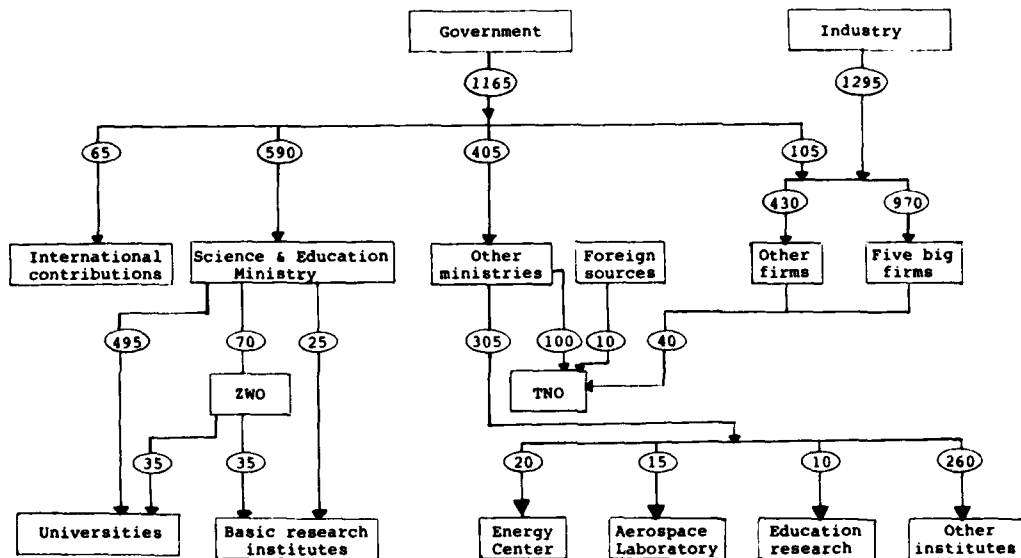 Government
Industry
1165
1295
65
590
405
105
430
970
International
contributions
Science & Education
Ministry
Other
ministries
Foreign
sources
Other
firms
Five big
firms
495
70
25
305
100
10
40
ZWO
TNO
35
35
20
15
10
260
Universities
Basic research
institutes
Energy
Center
Aerospace
Laboratory
Education
research
Other
institutes